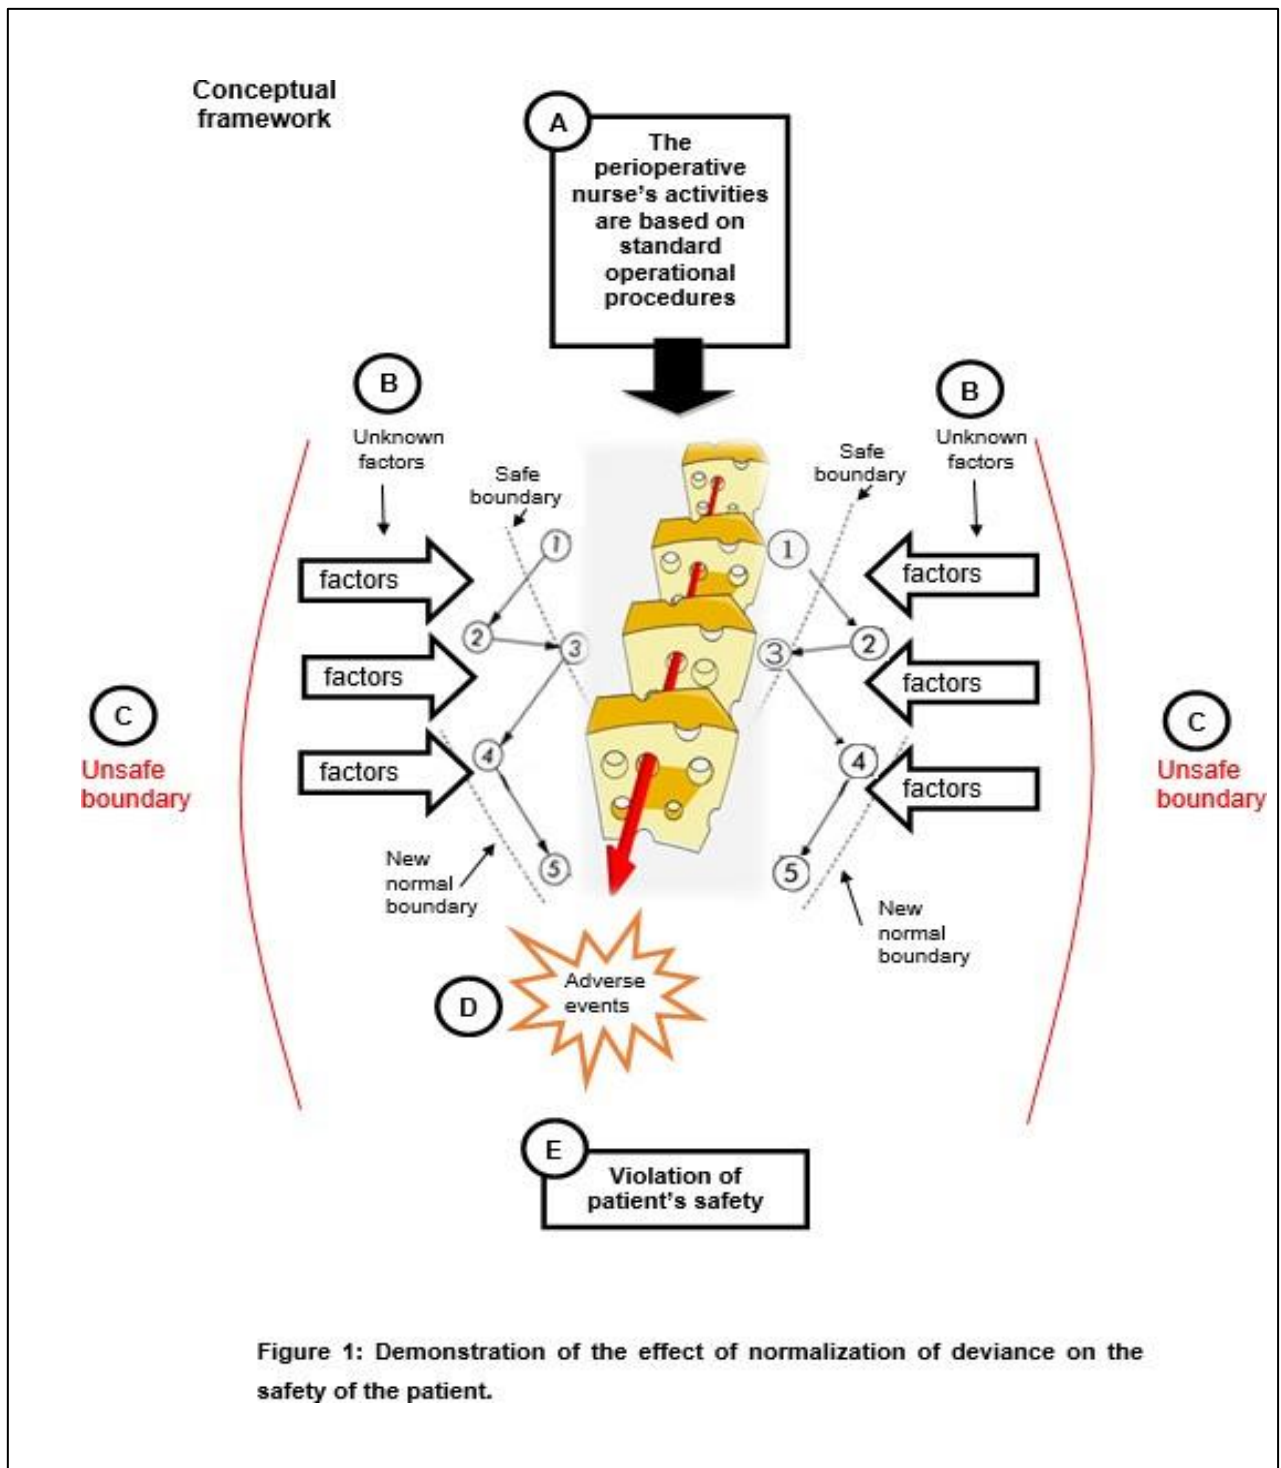 Conceptual
framework
A
The
perioperative
nurse's activities
are based on
standard
operational
procedures
B
Unknown
factors
B
Unknown
factors
Safe
boundary
Safe
boundary
1
1
factors
factors
2
3
3
2
factors
factors
C
Unsafe
boundary
C
Unsafe
boundary
4
4
factors
factors
5
5
New
normal
boundary
New
normal
boundary
D
Adverse
events
E
Violation of
patient's safety
Figure 1: Demonstration of the effect of normalization of deviance on the
safety of the patient.